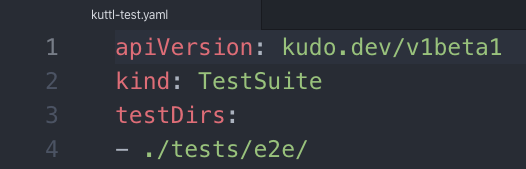 kuttl-test.yaml
1 apiVersion: kudo.dev/v1beta1
2 kind: TestSuite
3 testDirs:
4 - ./tests/e2e/